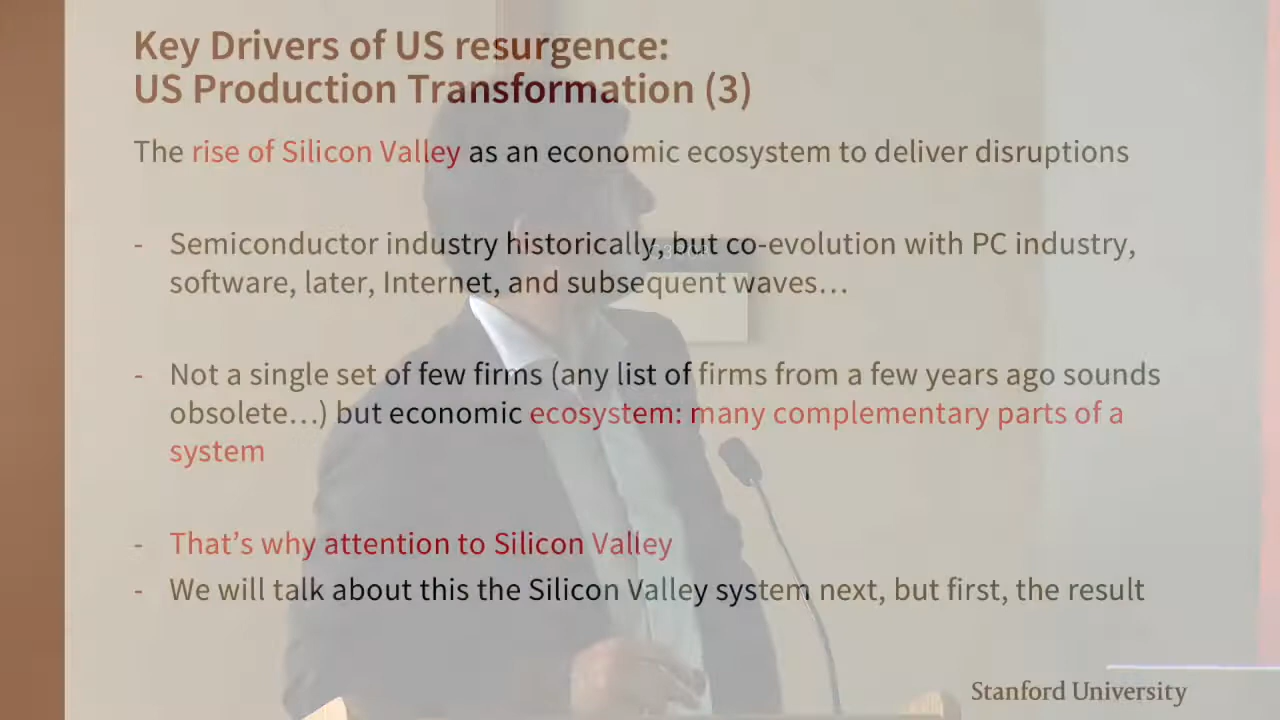 Key Drivers of US resurgence:
US Production Transformation (3)
The rise of Silicon Valley as an economic ecosystem to deliver disruptions
- Semiconductor industry historically, but co-evolution with PC industry,
software, later, Internet, and subsequent waves…
- Not a single set of few firms (any list of firms from a few years ago sounds
obsolete…) but economic ecosystem: many complementary parts of a
system
- That's why attention to Silicon Valley
- We will talk about this the Silicon Valley system next, but first, the result
Stanford University